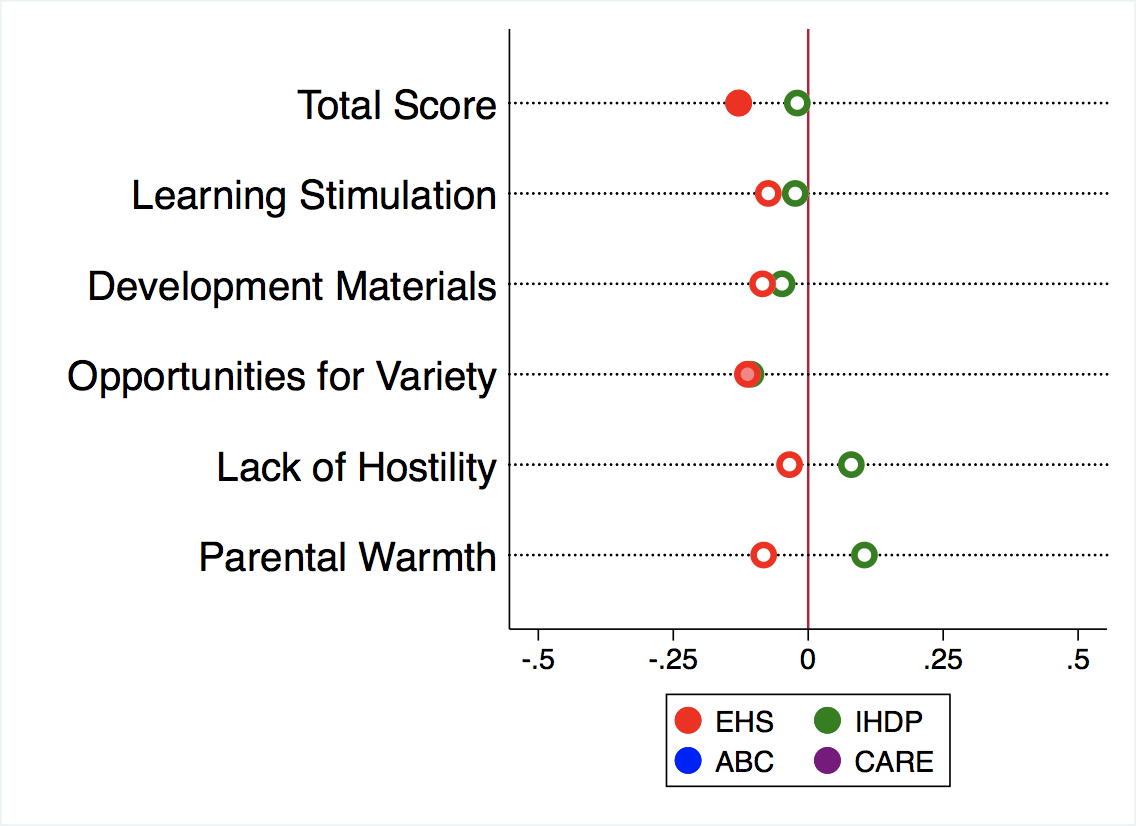 Total Score
Learning Stimulation
Development Materials
Opportunities for Variety
Lack of Hostility
Parental Warmth
-.5 -.25 0 .25 .5
EHS IHDP
ABC CARE